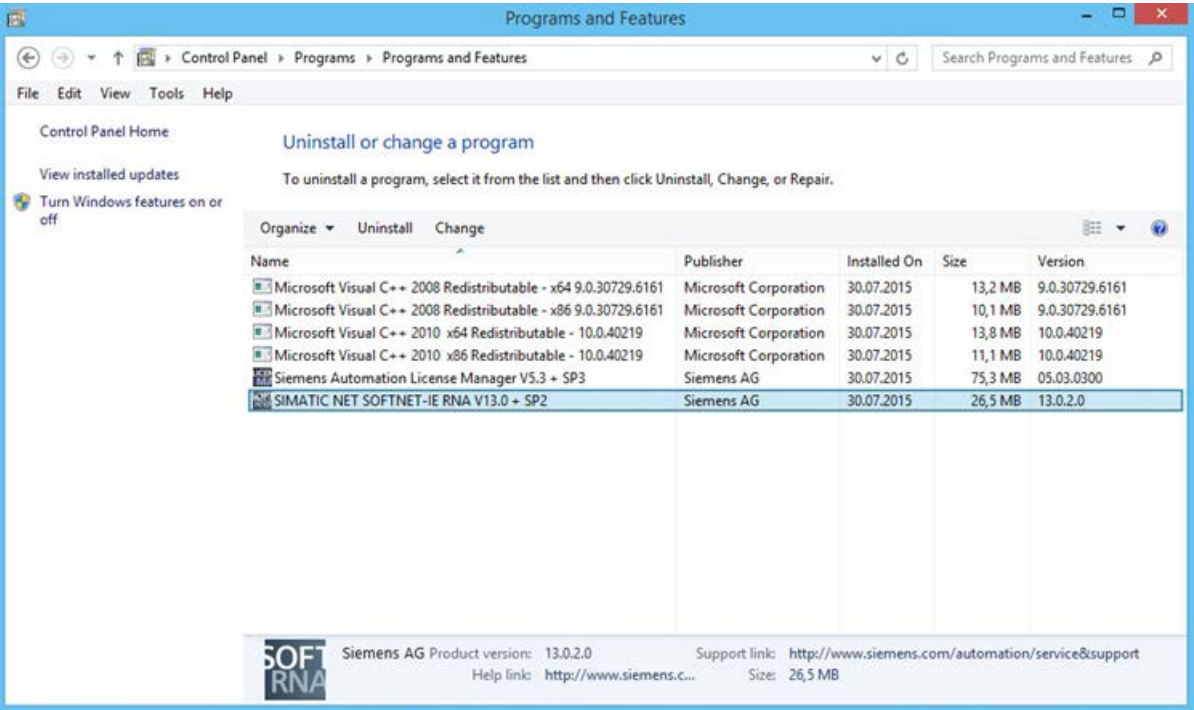 Programs and Features
Control Panel Programs Programs and Features Search Programs and Features
File Edit View Tools Help
Control Panel Home
View installed updates
Turn Windows features on or
off
Uninstall or change a program
To uninstall a program, select it from the list and then click Uninstall, Change, or Repair.
Organize Uninstall Change
Name Publisher Installed On Size Version
Microsoft Visual C++ 2008 Redistributable - x64 9.0.30729.6161 Microsoft Corporation 30.07.2015 13,2 MB 9.0.30729.6161
Microsoft Visual C++ 2008 Redistributable - x86 9.0.30729.6161 Microsoft Corporation 30.07.2015 10,1 MB 9.0.30729.6161
Microsoft Visual C++ 2010 x64 Redistributable - 10.0.40219 Microsoft Corporation 30.07.2015 13,8 MB 10.0.40219
Microsoft Visual C++ 2010 x86 Redistributable - 10.0.40219 Microsoft Corporation 30.07.2015 11,1 MB 10.0.40219
Siemens Automation License Manager V5.3 + SP3 Siemens AG 30.07.2015 75,3 MB 05.03.0300
SIMATIC NET SOFTNET-IE RNA V13.0 + SP2 Siemens AG 30.07.2015 26,5 MB 13.0.2.0
SOFT
RNA
Siemens AG Product version: 13.0.2.0 Support link: http://www.siemens.com/automation/service&support
Help link: http://www.siemens.c... Size: 26,5 MB